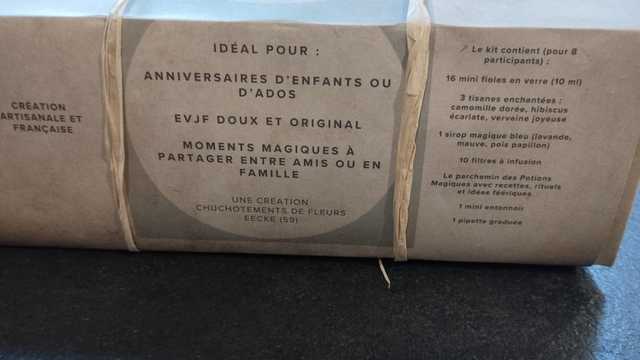 CRÉATION
ARTISANALE ET
FRANÇAISE
IDÉAL POUR :
ANNIVERSAIRES D'ENFANTS OU
D'ADOS
EVJF DOUX ET ORIGINAL
MOMENTS MAGIQUES À
PARTAGER ENTRE AMIS OU EN
FAMILLE
UNE CRÉATION
CHUCHOTEMENTS DE FLEURS
EECKE (59)
Le kit contient (pour 8
participants) :
16 mini fioles en verre (10 ml)
3 tisanes enchantées :
camomille dorée, hibiscus
écarlate, verveine joyeuse
1 sirop magique bleu (lavande,
mauve, pois papillon)
10 filtres à infusion
Le parchemin des Potions
Magiques avec recettes, rituels
et idées féériques
1 mini entonnoir
1 pipette graduée